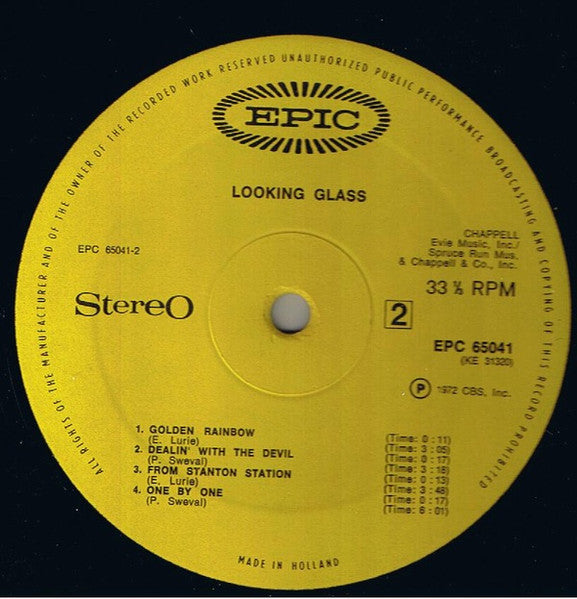 ALL RIGHTS OF THE MANUFACTURER AND OF THE OWNER OF THE RECORDED WORK RESERVED UNAUTHORIZED PUBLIC PERFORMANCE BROADCASTING AND COPYING OF THIS RECORD PROHIBITED
EPIC
LOOKING GLASS
EPC 65041-2
CHAPPELL
Evie Music, Inc./
Spruce Run Mus.
& Chappell & Co., Inc.
Stereo
33 ⅓ RPM
2
EPC 65041
(KE 31320)
Ⓟ 1972 CBS, Inc.
1. GOLDEN RAINBOW (Time: 0 : 11)
(E. Lurie) (Time: 3 : 05)
2. DEALIN' WITH THE DEVIL (Time: 0 : 17)
(P. Sweval) (Time: 3 : 18)
3. FROM STANTON STATION (Time: 0 : 13)
(E. Lurie) (Time: 3 : 48)
4. ONE BY ONE (Time: 0 : 17)
(P. Sweval) (Time: 6 : 01)
MADE IN HOLLAND